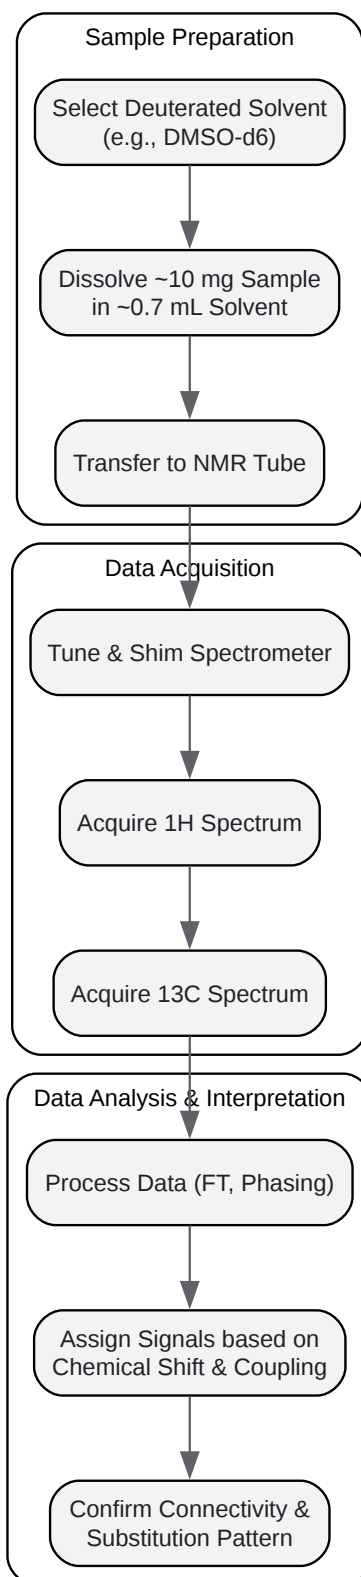 Sample Preparation
Select Deuterated Solvent
(e.g., DMSO-d6)
Dissolve ~10 mg Sample
in ~0.7 mL Solvent
Transfer to NMR Tube
Data Acquisition
Tune & Shim Spectrometer
Acquire 1H Spectrum
Acquire 13C Spectrum
Data Analysis & Interpretation
Process Data (FT, Phasing)
Assign Signals based on
Chemical Shift & Coupling
Confirm Connectivity &
Substitution Pattern